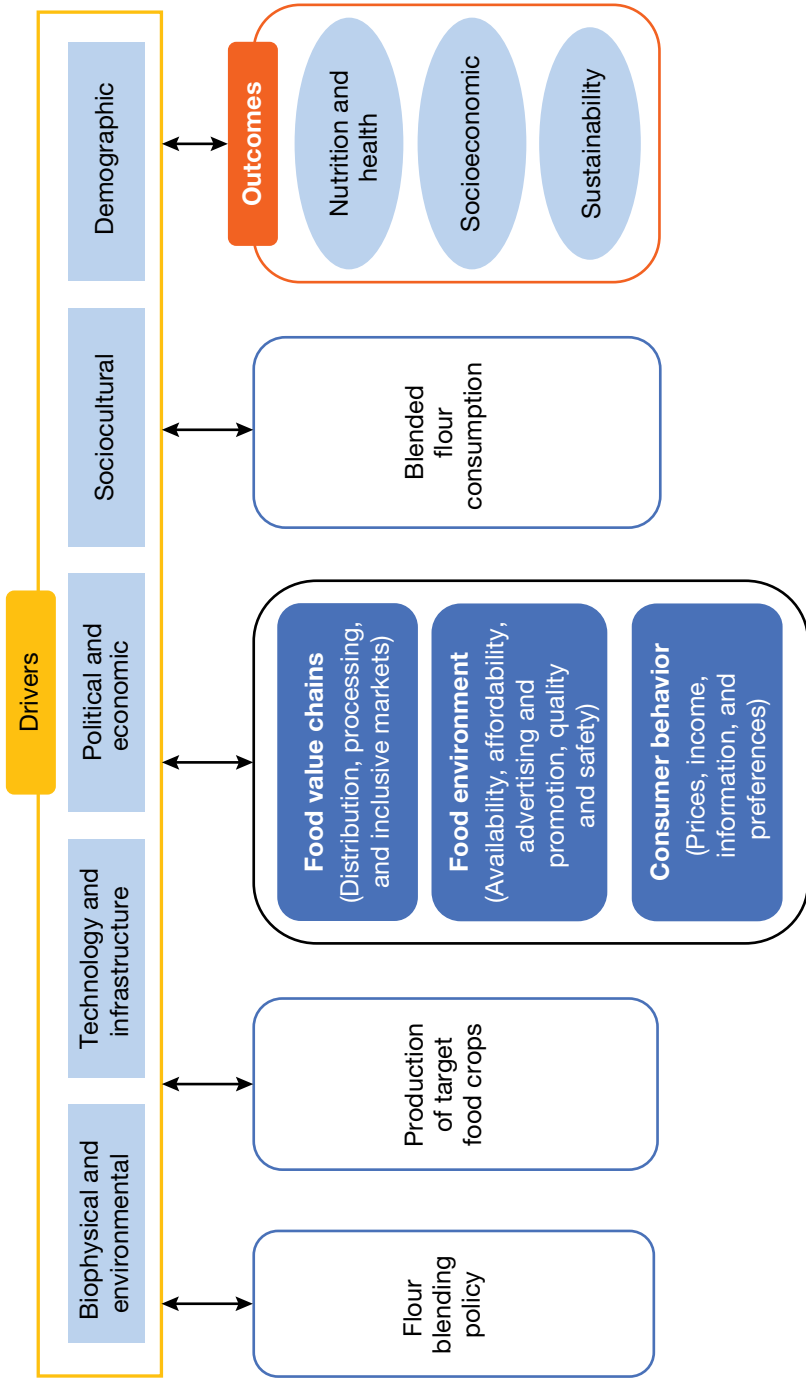 Drivers
Biophysical and
environmental
Technology and
infrastructure
Political and
economic
Sociocultural
Demographic
Flour
blending
policy
Production
of target
food crops
Food value chains
(Distribution, processing,
and inclusive markets)
Food environment
(Availability, affordability,
advertising and
promotion, quality
and safety)
Consumer behavior
(Prices, income,
information, and
preferences)
Blended
flour
consumption
Outcomes
Nutrition and
health
Socioeconomic
Sustainability